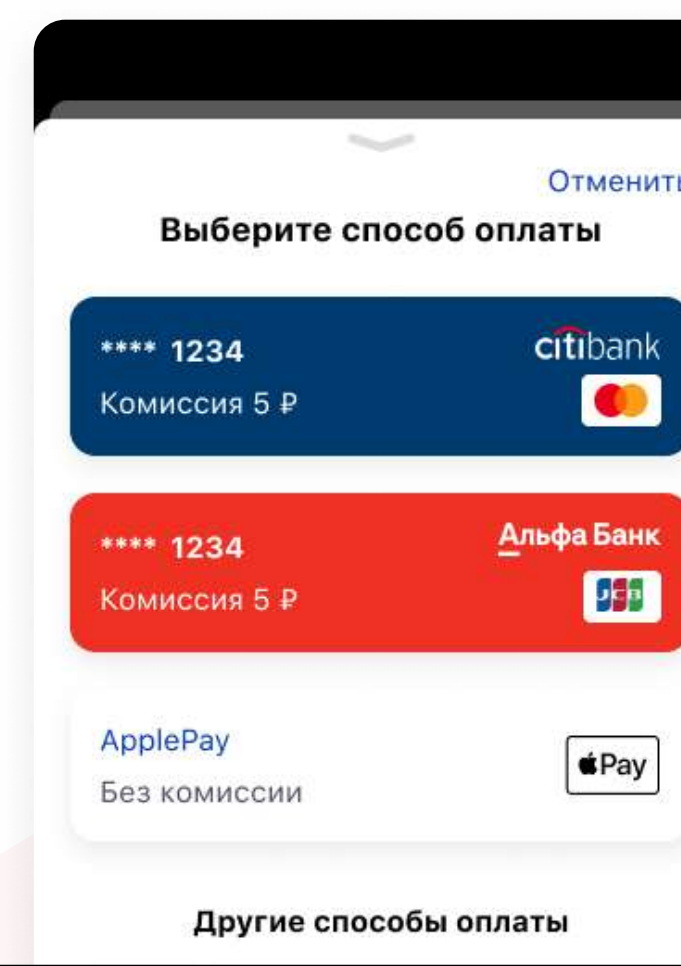 Отменить
Выберите способ оплаты
**** 1234
citibank
Комиссия 5 ₽
**** 1234
Альфа Банк
Комиссия 5 ₽
JCB
ApplePay
Pay
Без комиссии
Другие способы оплаты